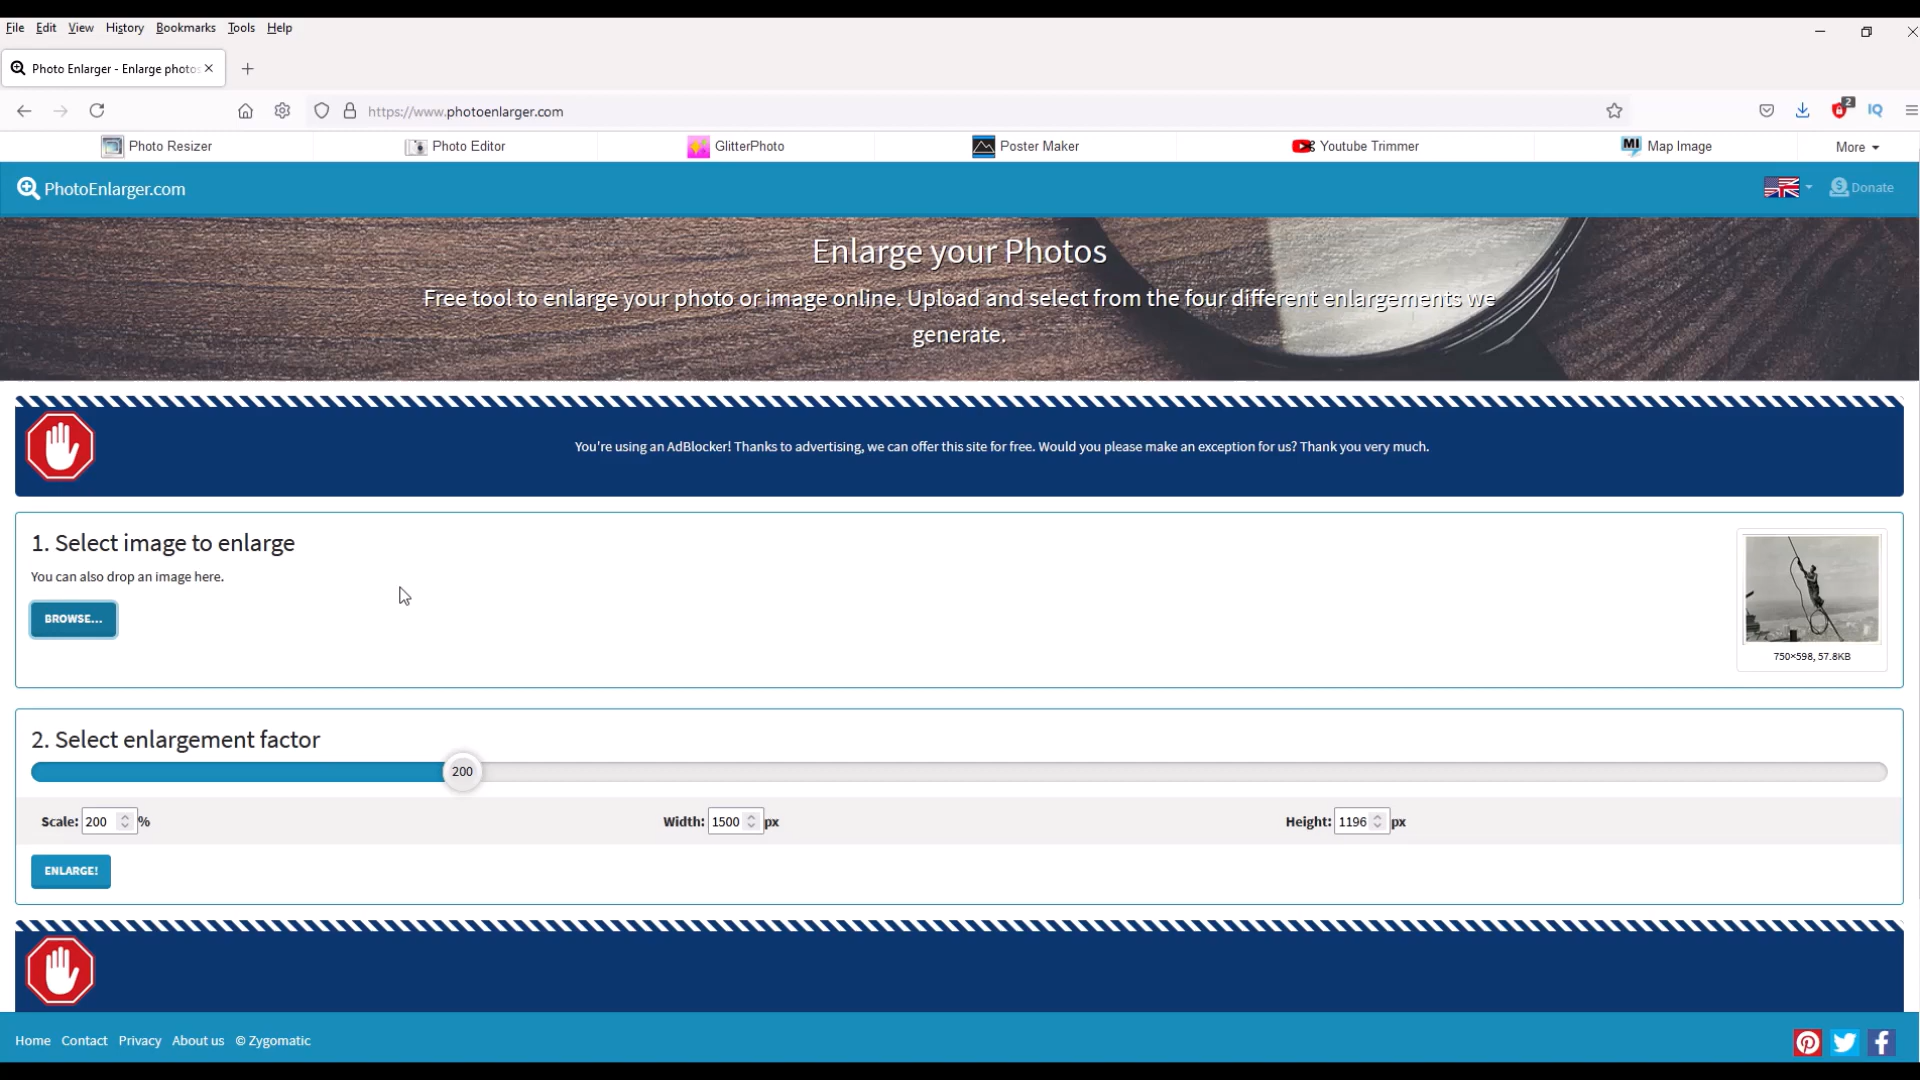 File Edit View History Bookmarks Tools Help
Photo Enlarger - Enlarge photos
https://www.photoenlarger.com
2
IQ
Photo Resizer
Photo Editor
GlitterPhoto
Poster Maker
Youtube Trimmer
MI
Map Image
More
PhotoEnlarger.com
Donate
Enlarge your Photos
Free tool to enlarge your photo or image online. Upload and select from the four different enlargements we
generate.
You're using an AdBlocker! Thanks to advertising, we can offer this site for free. Would you please make an exception for us? Thank you very much.
1. Select image to enlarge
You can also drop an image here.
BROWSE...
750×598, 57.8KB
2. Select enlargement factor
200
Scale: 200 %
Width: 1500 px
Height: 1196 px
ENLARGE!
Home Contact Privacy About us © Zygomatic